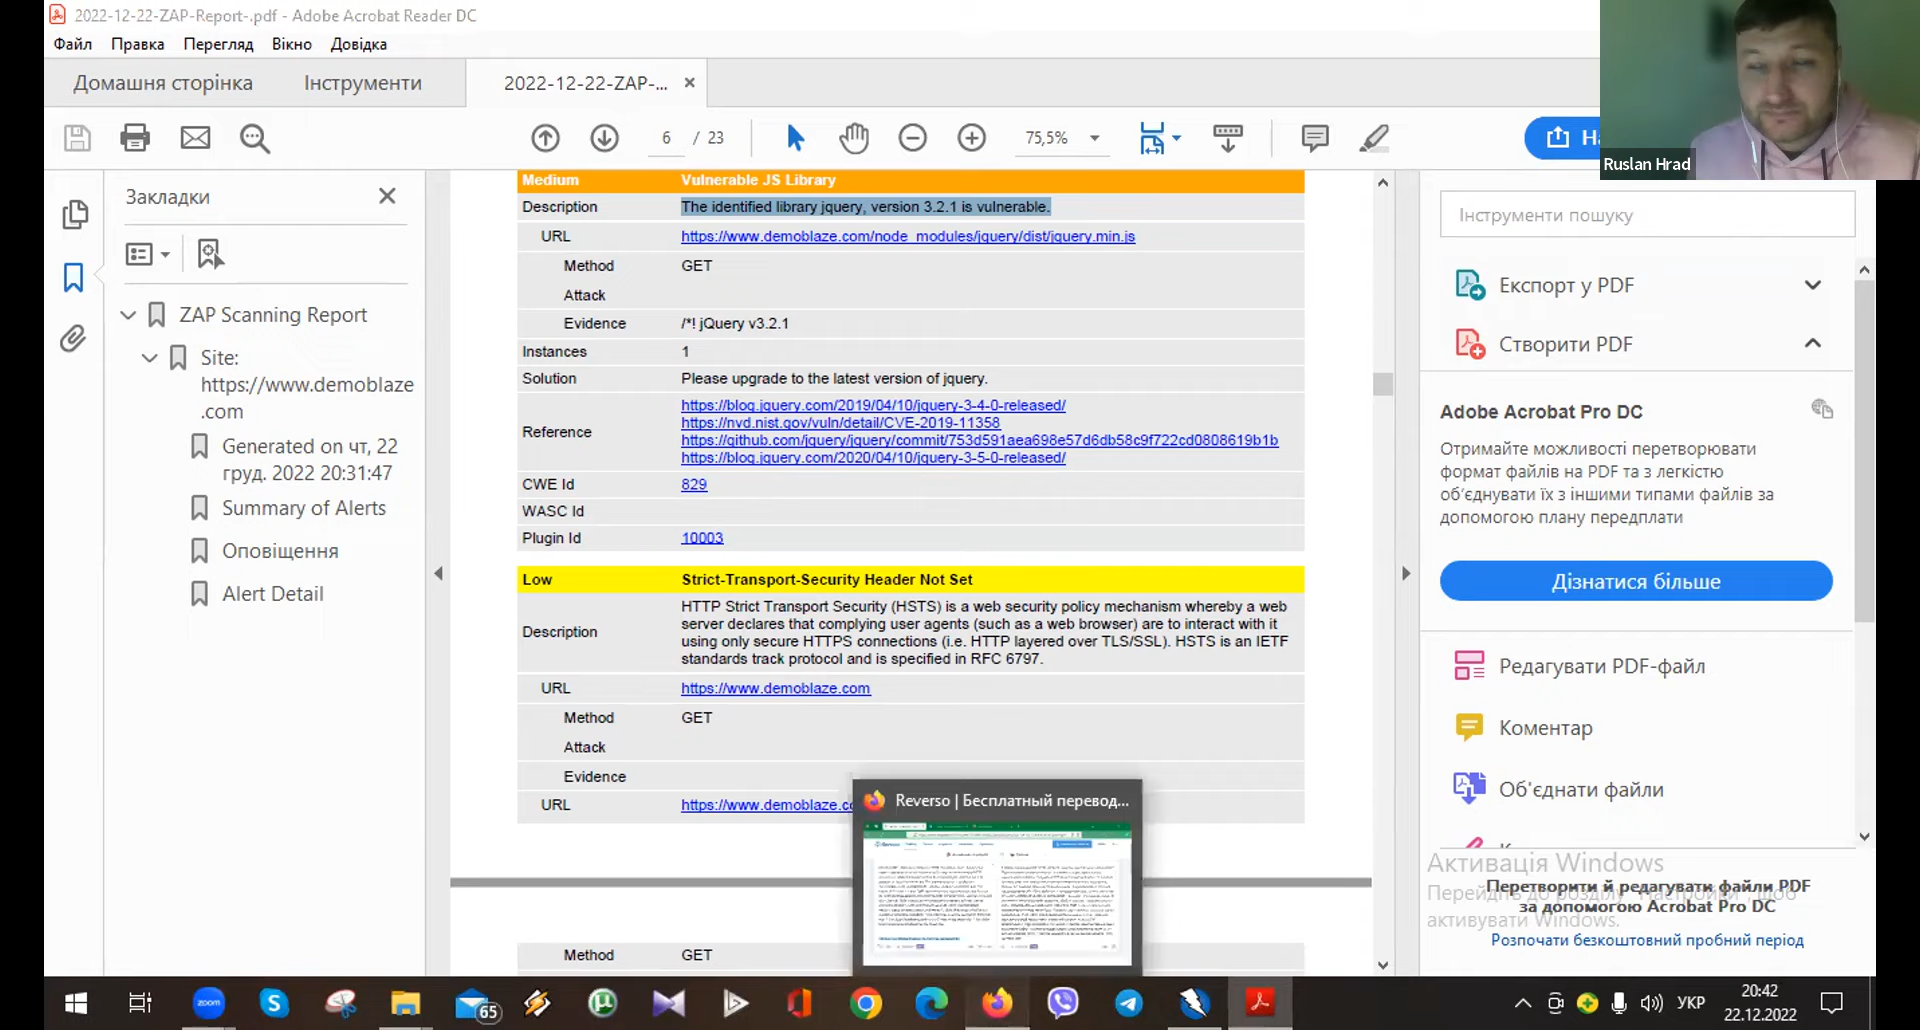 2022-12-22-ZAP-Report-.pdf - Adobe Acrobat Reader DC
Файл Правка Перегляд Вікно Довідка
Домашня сторінка Інструменти 2022-12-22-ZAP-... ×
6 / 23 75,5%
Ruslan Hrad
Закладки
ZAP Scanning Report
Site:
https://www.demoblaze
.com
Generated on чт, 22
груд. 2022 20:31:47
Summary of Alerts
Оповіщення
Alert Detail
Medium Vulnerable JS Library
Description The identified library jquery, version 3.2.1 is vulnerable.
URL https://www.demoblaze.com/node_modules/jquery/dist/jquery.min.js
Method GET
Attack
Evidence /*! jQuery v3.2.1
Instances 1
Solution Please upgrade to the latest version of jquery.
Reference
https://blog.jquery.com/2019/04/10/jquery-3-4-0-released/
https://nvd.nist.gov/vuln/detail/CVE-2019-11358
https://github.com/jquery/jquery/commit/753d591aea698e57d6db58c9f722cd0808619b1b
https://blog.jquery.com/2020/04/10/jquery-3-5-0-released/
CWE Id 829
WASC Id
Plugin Id 10003
Low Strict-Transport-Security Header Not Set
Description
HTTP Strict Transport Security (HSTS) is a web security policy mechanism whereby a web
server declares that complying user agents (such as a web browser) are to interact with it
using only secure HTTPS connections (i.e. HTTP layered over TLS/SSL). HSTS is an IETF
standards track protocol and is specified in RFC 6797.
URL https://www.demoblaze.com
Method GET
Attack
Evidence
URL https://www.demoblaze.co
Method GET
Reverso | Бесплатный перевод...
Інструменти пошуку
Експорт у PDF
Створити PDF
Adobe Acrobat Pro DC
Отримайте можливості перетворювати
формат файлів на PDF та з легкістю
об'єднувати їх з іншими типами файлів за
допомогою плану передплати
Дізнатися більше
Редагувати PDF-файл
Коментар
Об'єднати файли
Активація Windows
Перейдіть до розділу "Настройки", щоб
активувати Windows.
Перетворити й редагувати файли PDF
за допомогою Acrobat Pro DC
Розпочати безкоштовний пробний період
zoom
65
УКР
20:42
22.12.2022